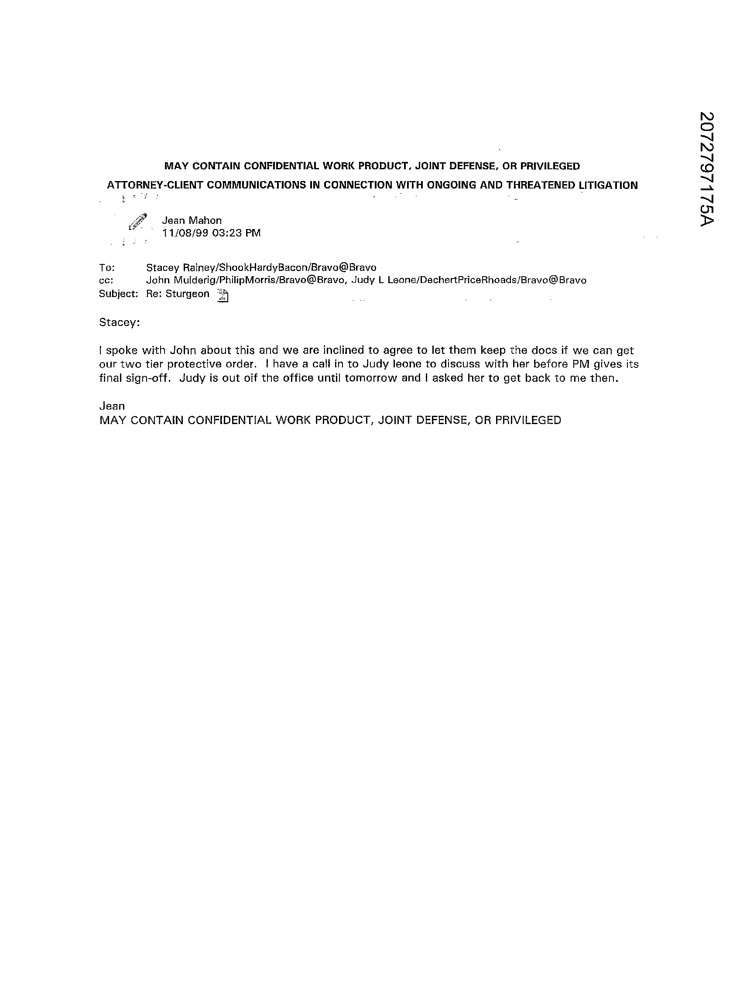 MAY CONTAIN CONFIDENTIAL WORK PRODUCT, JOINT DEFENSE, OR PRIVILEGED
ATTORNEY-CLIENT COMMUNICATIONS IN CONNECTION WITH ONGOING AND THREATENED LITIGATION
Jean Mahon
11/08/99 03:23 PM
To: Stacey Rainey/ShookHardyBacon/Bravo@Bravo
cc: John Mulderig/PhilipMorris/Bravo@Bravo, Judy L Leone/DechertPriceRhoads/Bravo@Bravo
Subject: Re: Sturgeon
Stacey:
I spoke with John about this and we are inclined to agree to let them keep the docs if we can get
our two tier protective order. I have a call in to Judy leone to discuss with her before PM gives its
final sign-off. Judy is out oif the office until tomorrow and I asked her to get back to me then.
Jean
MAY CONTAIN CONFIDENTIAL WORK PRODUCT, JOINT DEFENSE, OR PRIVILEGED
2072797175A